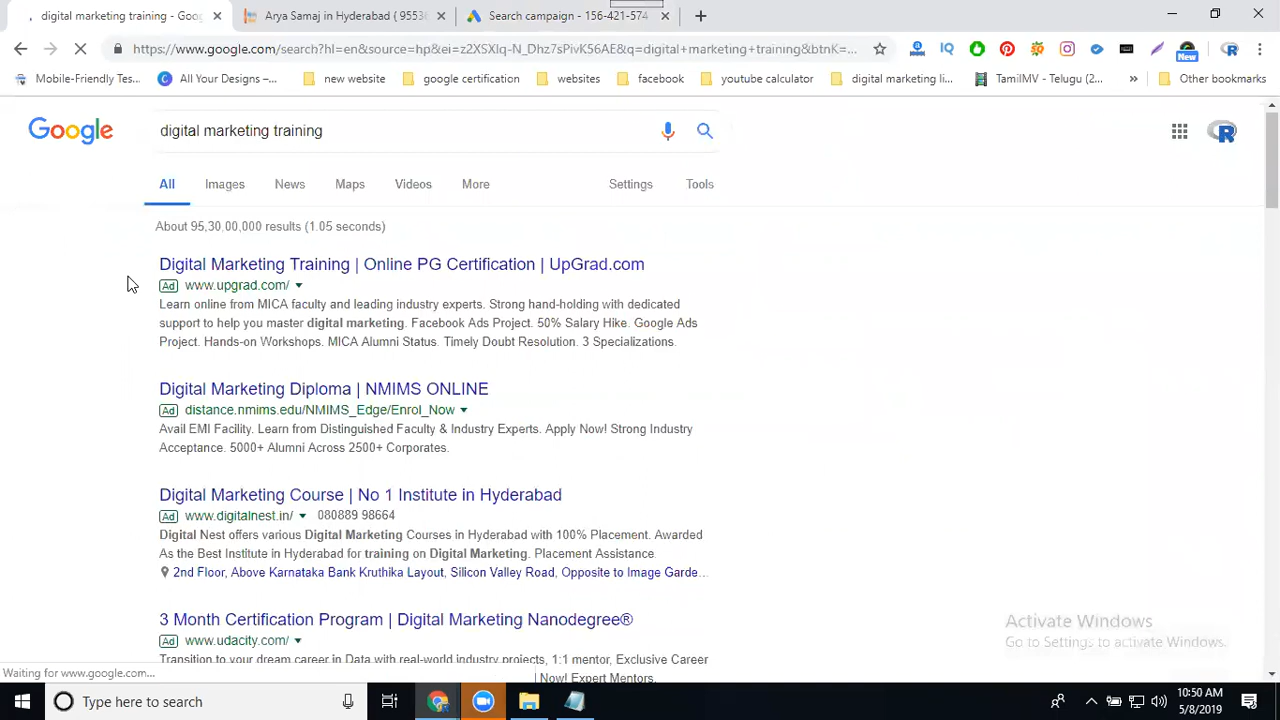 digital marketing training - Goo
Arya Samaj in Hyderabad { 9553
Search campaign - 156-421-574
https://www.google.com/search?hl=en&source=hp&ei=z2XSXIq-N_Dhz7sPivK56AE&q=digital+marketing+training&btnK=...
New
Mobile-Friendly Tes...
All Your Designs –...
new website
google certification
websites
facebook
youtube calculator
digital marketing li...
TamilMV - Telugu (2...
»
Other bookmarks
Google
digital marketing training
All
Images
News
Maps
Videos
More
Settings
Tools
About 95,30,00,000 results (1.05 seconds)
Digital Marketing Training | Online PG Certification | UpGrad.com
Ad www.upgrad.com/
Learn online from MICA faculty and leading industry experts. Strong hand-holding with dedicated
support to help you master digital marketing. Facebook Ads Project. 50% Salary Hike. Google Ads
Project. Hands-on Workshops. MICA Alumni Status. Timely Doubt Resolution. 3 Specializations.
Digital Marketing Diploma | NMIMS ONLINE
Ad distance.nmims.edu/NMIMS_Edge/Enrol_Now
Avail EMI Facility. Learn from Distinguished Faculty & Industry Experts. Apply Now! Strong Industry
Acceptance. 5000+ Alumni Across 2500+ Corporates.
Digital Marketing Course | No 1 Institute in Hyderabad
Ad www.digitalnest.in/ 080889 98664
Digital Nest offers various Digital Marketing Courses in Hyderabad with 100% Placement. Awarded
As the Best Institute in Hyderabad for training on Digital Marketing. Placement Assistance.
2nd Floor, Above Karnataka Bank Kruthika Layout, Silicon Valley Road, Opposite to Image Garde...
3 Month Certification Program | Digital Marketing Nanodegree®
Ad www.udacity.com/
Transition to your dream career in Data with real-world industry projects, 1:1 mentor, Exclusive Career
Now! Expert Mentors.
Activate Windows
Go to Settings to activate Windows.
Waiting for www.google.com...
Type here to search
10:50 AM
5/8/2019